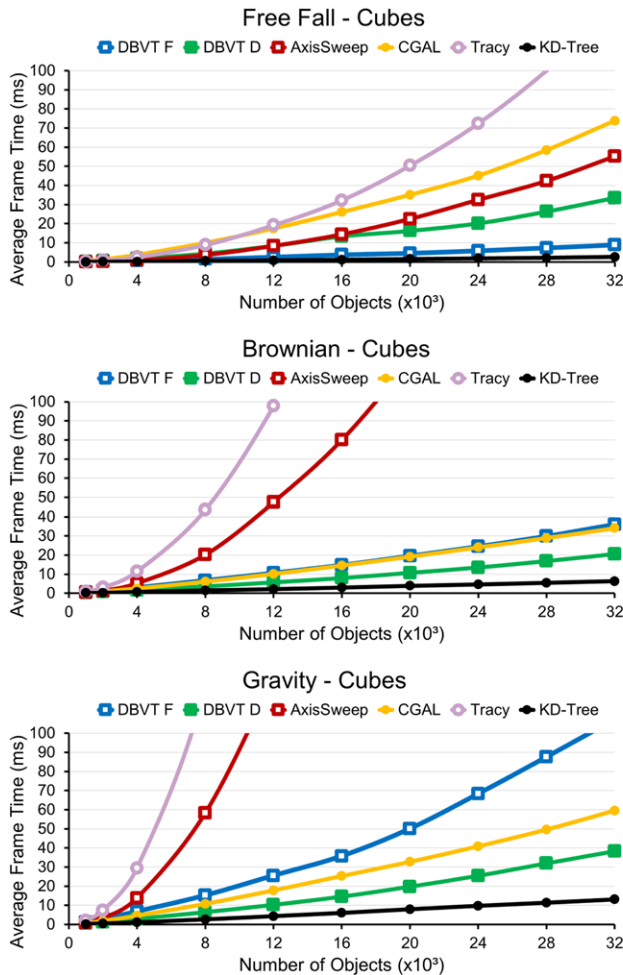 Free Fall - Cubes
DBVT F DBVT D AxisSweep CGAL Tracy KD-Tree
Average Frame Time (ms)
100
90
80
70
60
50
40
30
20
10
0
0 4 8 12 16 20 24 28 32
Number of Objects (x10³)
Brownian - Cubes
DBVT F DBVT D AxisSweep CGAL Tracy KD-Tree
Average Frame Time (ms)
100
90
80
70
60
50
40
30
20
10
0
0 4 8 12 16 20 24 28 32
Number of Objects (x10³)
Gravity - Cubes
DBVT F DBVT D AxisSweep CGAL Tracy KD-Tree
Average Frame Time (ms)
100
90
80
70
60
50
40
30
20
10
0
0 4 8 12 16 20 24 28 32
Number of Objects (x10³)